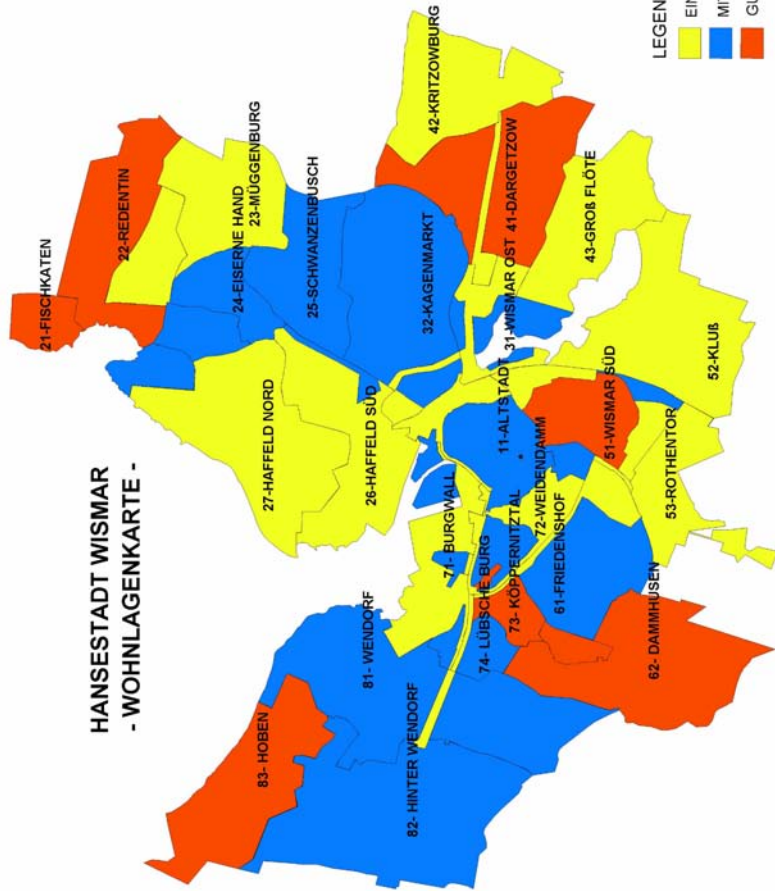 HANSESTADT WISMAR
- WOHNLAGENKARTE -
21-FISCHKATEN
22-REDENTIN
23-MÜGGENBURG
24-EISERNE HAND
25-SCHWANZENBUSCH
27-HAFFELD NORD
26-HAFFELD SÜD
32-KAGENMARKT
42-KRITZOWBURG
41-DARGETZOW
31-WISMAR OST
43-GROß FLÖTE
11-ALTSTADT
71- BURGWALL
72-WEIDENDAMM
51-WISMAR SÜD
52-KLUß
53-ROTHENTOR
61-FRIEDENSHOF
73- KÖPPERNITZTAL
74- LÜBSCHE BURG
62- DAMMHUSEN
81- WENDORF
82- HINTER WENDORF
83- HOBEN
LEGEN
EIN
MIT
GU